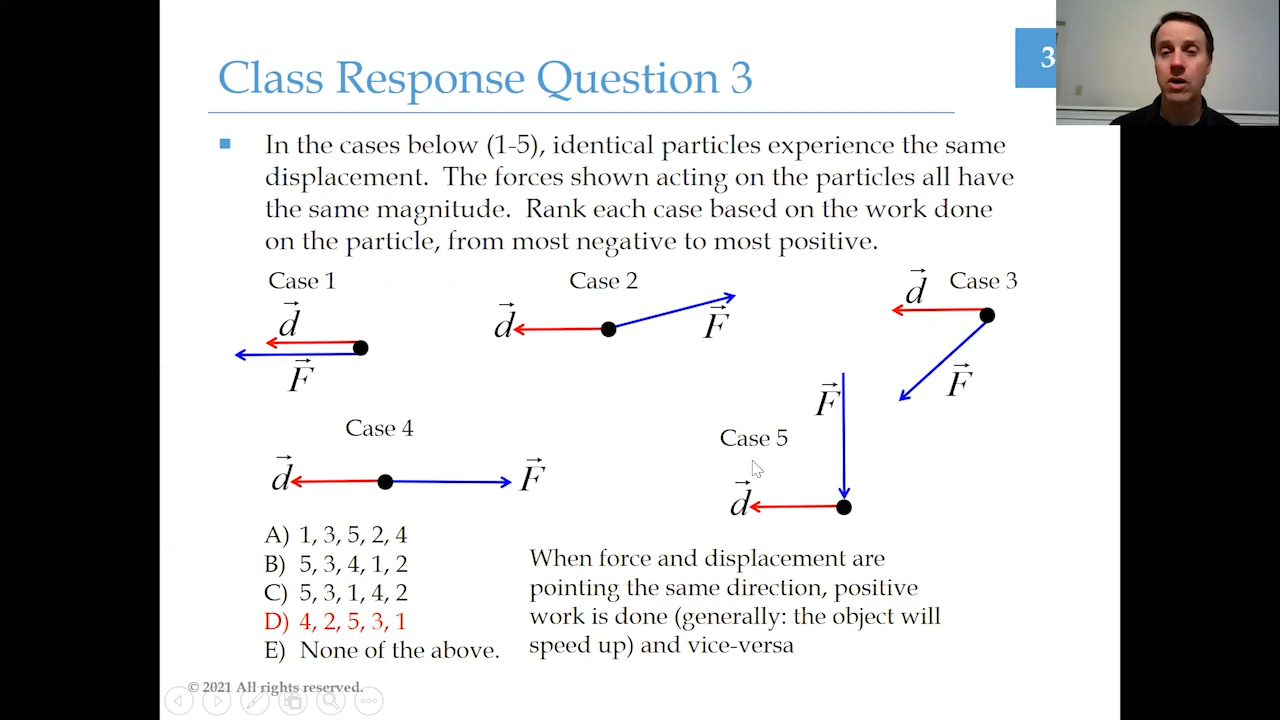 Class Response Question 3
3
In the cases below (1-5), identical particles experience the same
displacement. The forces shown acting on the particles all have
the same magnitude. Rank each case based on the work done
on the particle, from most negative to most positive.
Case 1
d
F
Case 2
d
F
d
Case 3
F
Case 4
d
F
F
Case 5
d
A) 1, 3, 5, 2, 4
B) 5, 3, 4, 1, 2
C) 5, 3, 1, 4, 2
D) 4, 2, 5, 3, 1
E) None of the above.
When force and displacement are
pointing the same direction, positive
work is done (generally: the object will
speed up) and vice-versa
© 2021 All rights reserved.